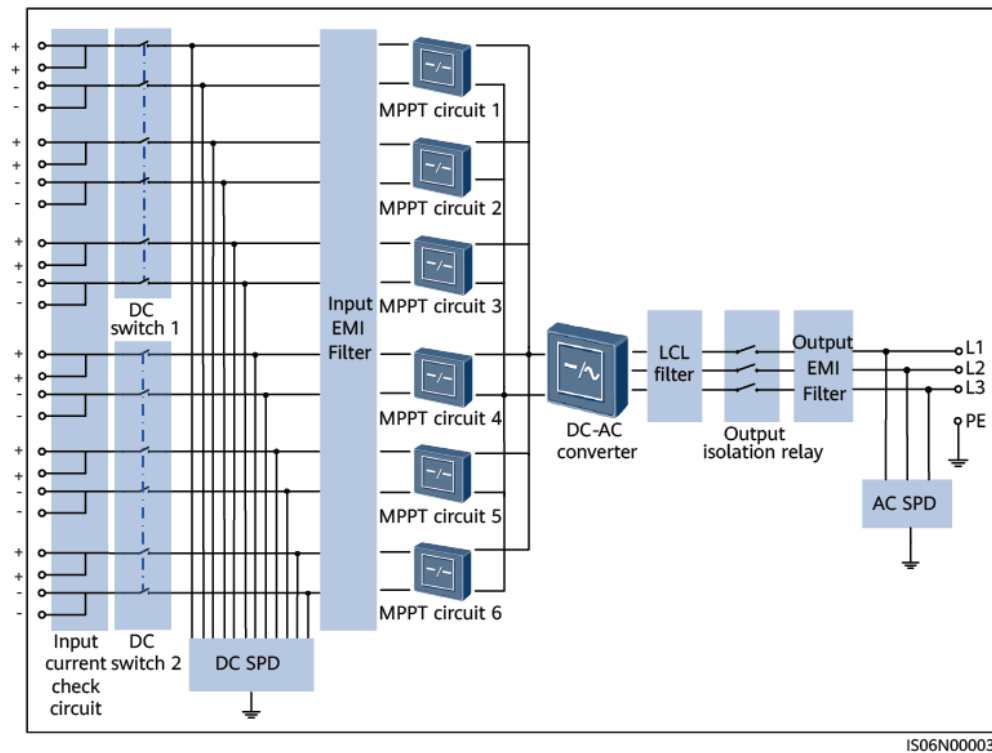 +
+
-
-
+
+
-
-
+
+
-
-
+
+
-
-
+
+
-
-
+
+
-
-
Input
current
check
circuit
DC
switch 1
DC
switch 2
DC SPD
Input
EMI
Filter
MPPT circuit 1
MPPT circuit 2
MPPT circuit 3
MPPT circuit 4
MPPT circuit 5
MPPT circuit 6
DC-AC
converter
LCL
filter
Output
isolation relay
Output
EMI
Filter
L1
L2
L3
PE
AC SPD
IS06N00003